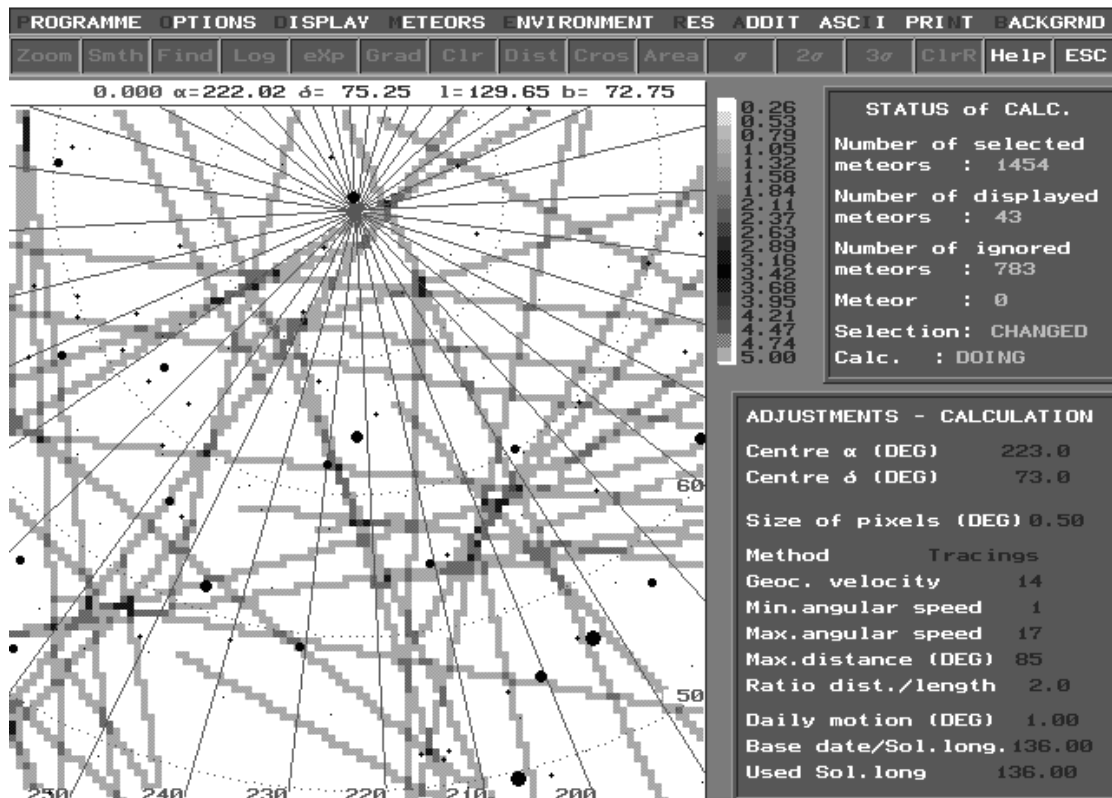 PROGRAMME OPTIONS DISPLAY METEORS ENVIRONMENT RES ADDIT ASCII PRINT BACKGRND
Zoom Smth Find Log eXp Grad Clr Dist Cros Area σ 2σ 3σ ClrR Help ESC
0.000 α=222.02 δ= 75.25 l=129.65 b= 72.75
0.26
0.53
0.79
1.05
1.32
1.58
1.84
2.11
2.37
2.63
2.89
3.16
3.42
3.68
3.95
4.21
4.47
4.74
5.00
STATUS of CALC.
Number of selected
meteors : 1454
Number of displayed
meteors : 43
Number of ignored
meteors : 783
Meteor : 0
Selection: CHANGED
Calc. : DOING
60
50
250 240 230 220 210 200
ADJUSTMENTS - CALCULATION
Centre α (DEG) 223.0
Centre δ (DEG) 73.0
Size of pixels (DEG) 0.50
Method Tracings
Geoc. velocity 14
Min.angular speed 1
Max.angular speed 17
Max.distance (DEG) 85
Ratio dist./length 2.0
Daily motion (DEG) 1.00
Base date/Sol.long. 136.00
Used Sol.long 136.00